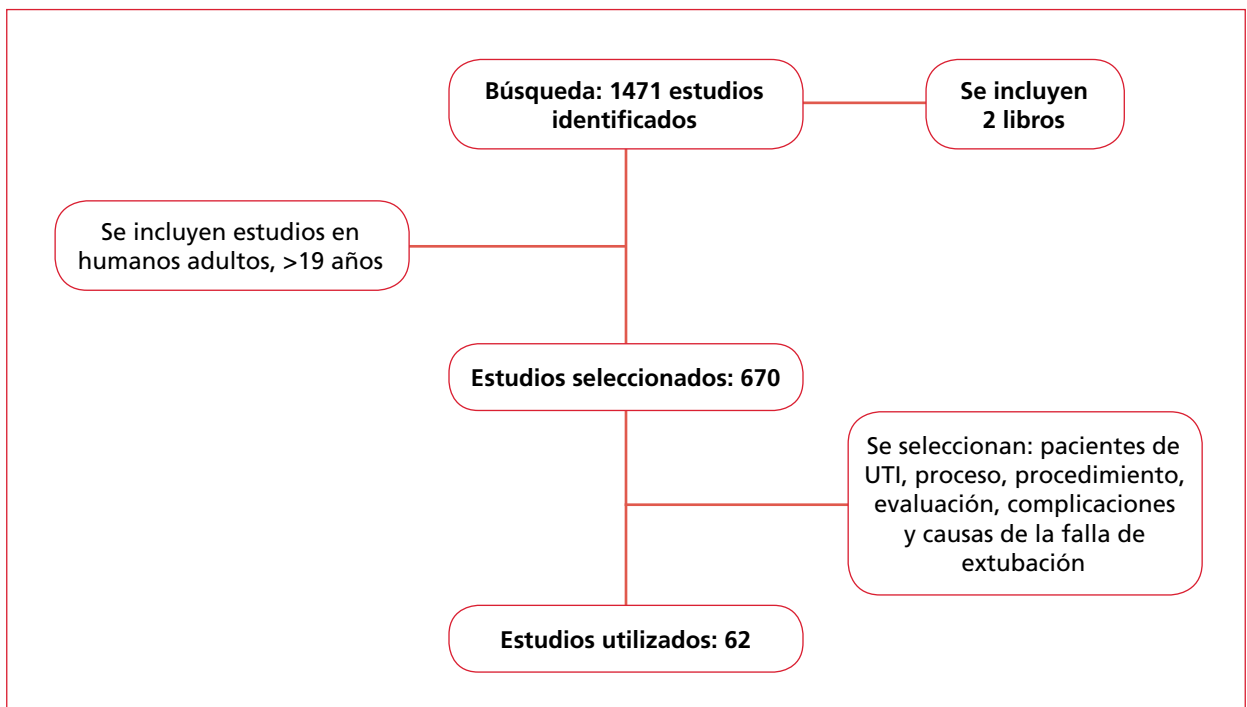 Búsqueda: 1471 estudios
identificados
Se incluyen
2 libros
Se incluyen estudios en
humanos adultos, >19 años
Estudios seleccionados: 670
Se seleccionan: pacientes de
UTI, proceso, procedimiento,
evaluación, complicaciones
y causas de la falla de
extubación
Estudios utilizados: 62